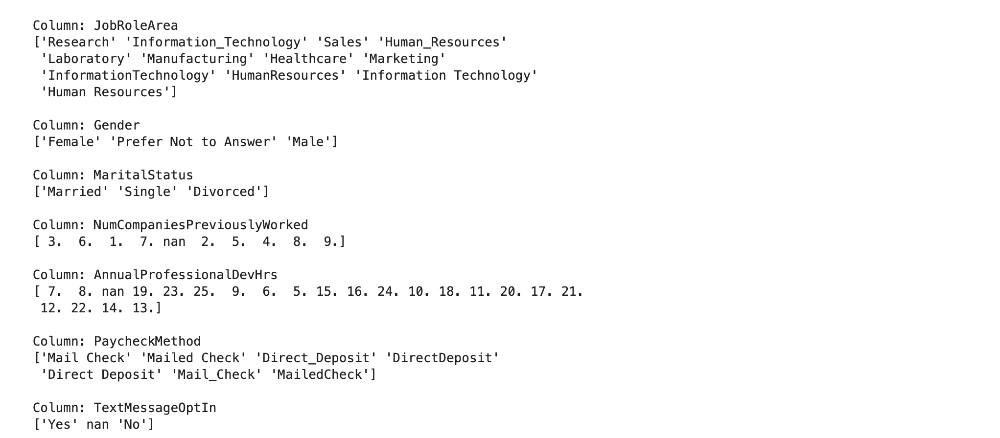 Column: JobRoleArea
['Research' 'Information_Technology' 'Sales' 'Human_Resources'
 'Laboratory' 'Manufacturing' 'Healthcare' 'Marketing'
 'InformationTechnology' 'HumanResources' 'Information Technology'
 'Human Resources']
Column: Gender
['Female' 'Prefer Not to Answer' 'Male']
Column: MaritalStatus
['Married' 'Single' 'Divorced']
Column: NumCompaniesPreviouslyWorked
[ 3.  6.  1.  7. nan  2.  5.  4.  8.  9.]
Column: AnnualProfessionalDevHrs
[ 7.  8. nan 19. 23. 25.  9.  6.  5. 15. 16. 24. 10. 18. 11. 20. 17. 21.
 12. 22. 14. 13.]
Column: PaycheckMethod
['Mail Check' 'Mailed Check' 'Direct_Deposit' 'DirectDeposit'
 'Direct Deposit' 'Mail_Check' 'MailedCheck']
Column: TextMessageOptIn
['Yes' nan 'No']